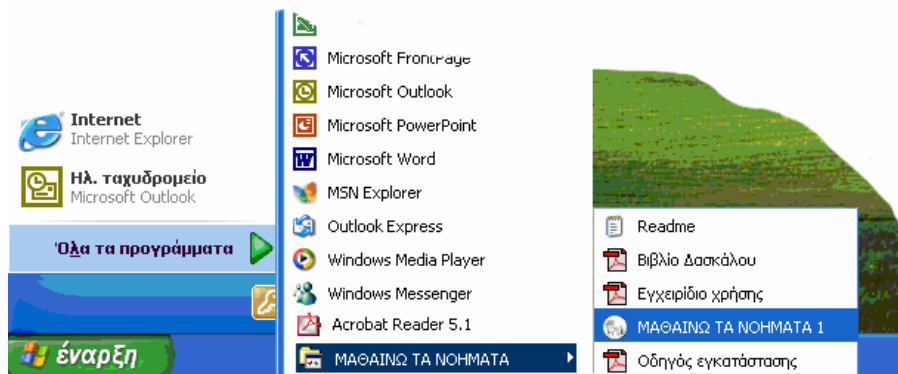 Internet
Internet Explorer
Ηλ. ταχυδρομείο
Microsoft Outlook
Όλα τα προγράμματα
έναρξη
Microsoft FrontPage
Microsoft Outlook
Microsoft PowerPoint
Microsoft Word
MSN Explorer
Outlook Express
Windows Media Player
Windows Messenger
Acrobat Reader 5.1
ΜΑΘΑΙΝΩ ΤΑ ΝΟΗΜΑΤΑ
Readme
Βιβλίο Δασκάλου
Εγχειρίδιο χρήσης
ΜΑΘΑΙΝΩ ΤΑ ΝΟΗΜΑΤΑ 1
Οδηγός εγκατάστασης